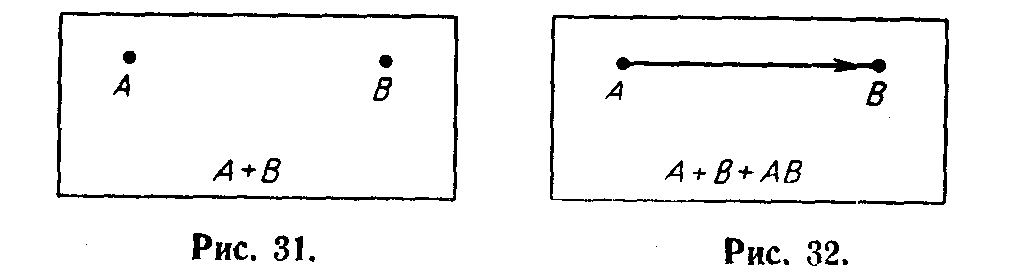 A B
A + B
Рис. 31.
A B
A + B + AB
Рис. 32.